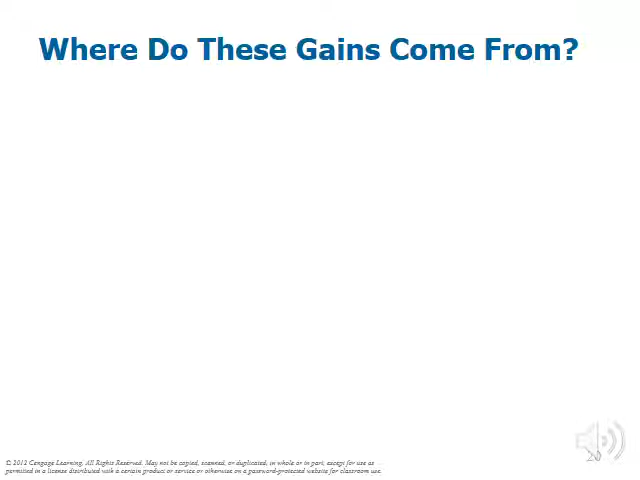 Where Do These Gains Come From?
20
© 2012 Cengage Learning. All Rights Reserved. May not be copied, scanned, or duplicated, in whole or in part, except for use as
permitted in a license distributed with a certain product or service or otherwise on a password-protected website for classroom use.